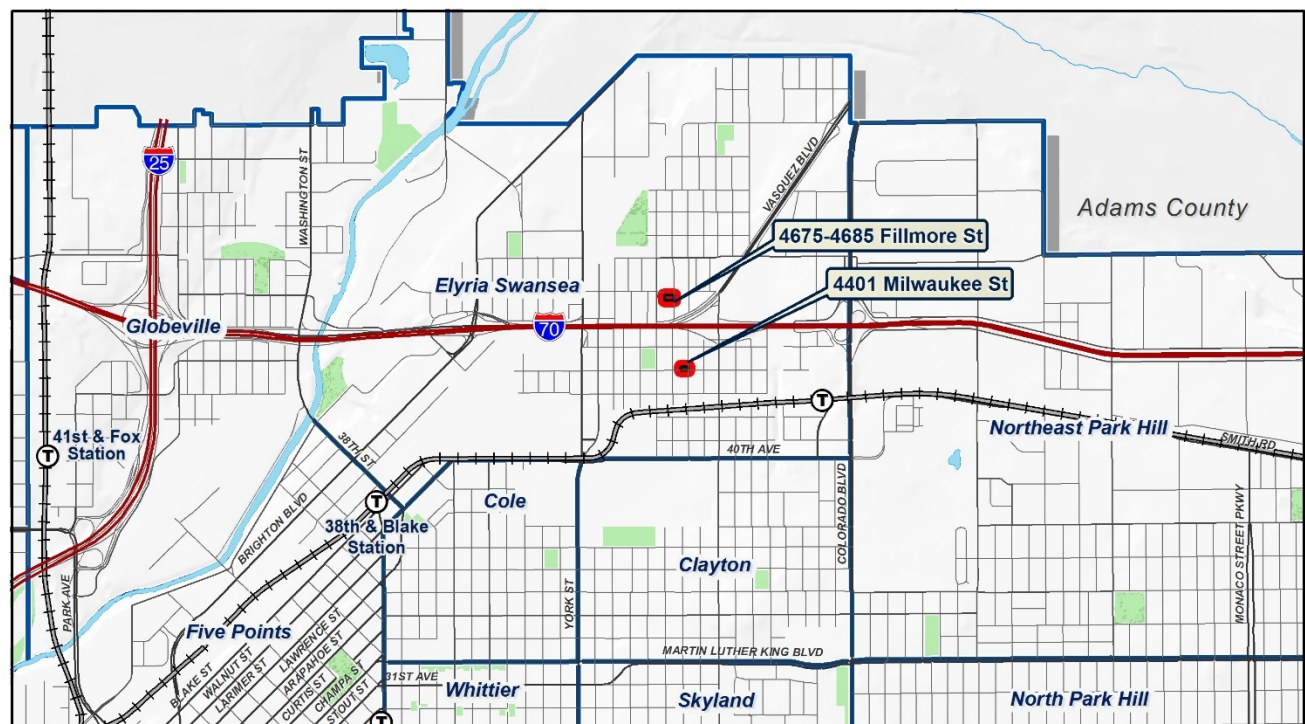 25
WASHINGTON ST
VASQUEZ BLVD
Adams County
4675-4685 Fillmore St
4401 Milwaukee St
Elyria Swansea
Globeville
70
41st & Fox
Station
T
38TH ST
T
38th & Blake
Station
BRIGHTON BLVD
Cole
40TH AVE
T
COLORADO BLVD
Northeast Park Hill
SMITH RD
MONACO STREET PKWY
Clayton
YORK ST
PARK AVE
Five Points
BLAKE ST
WALNUT ST
LARIMER ST
LAWRENCE ST
ARAPAHOE ST
CURTIS ST
CHAMPA ST
STOUT ST
MARTIN LUTHER KING BLVD
31ST AVE
Whittier
Skyland
North Park Hill
T